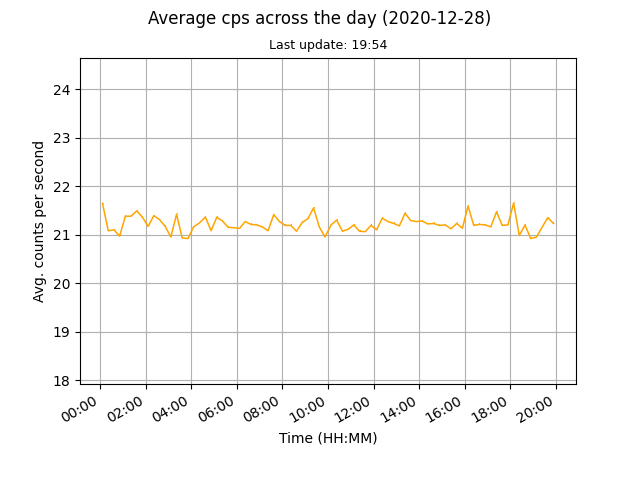 Average cps across the day (2020-12-28)
Last update: 19:54
24
23
22
21
20
19
18
Avg. counts per second
00:00 02:00 04:00 06:00 08:00 10:00 12:00 14:00 16:00 18:00 20:00
Time (HH:MM)